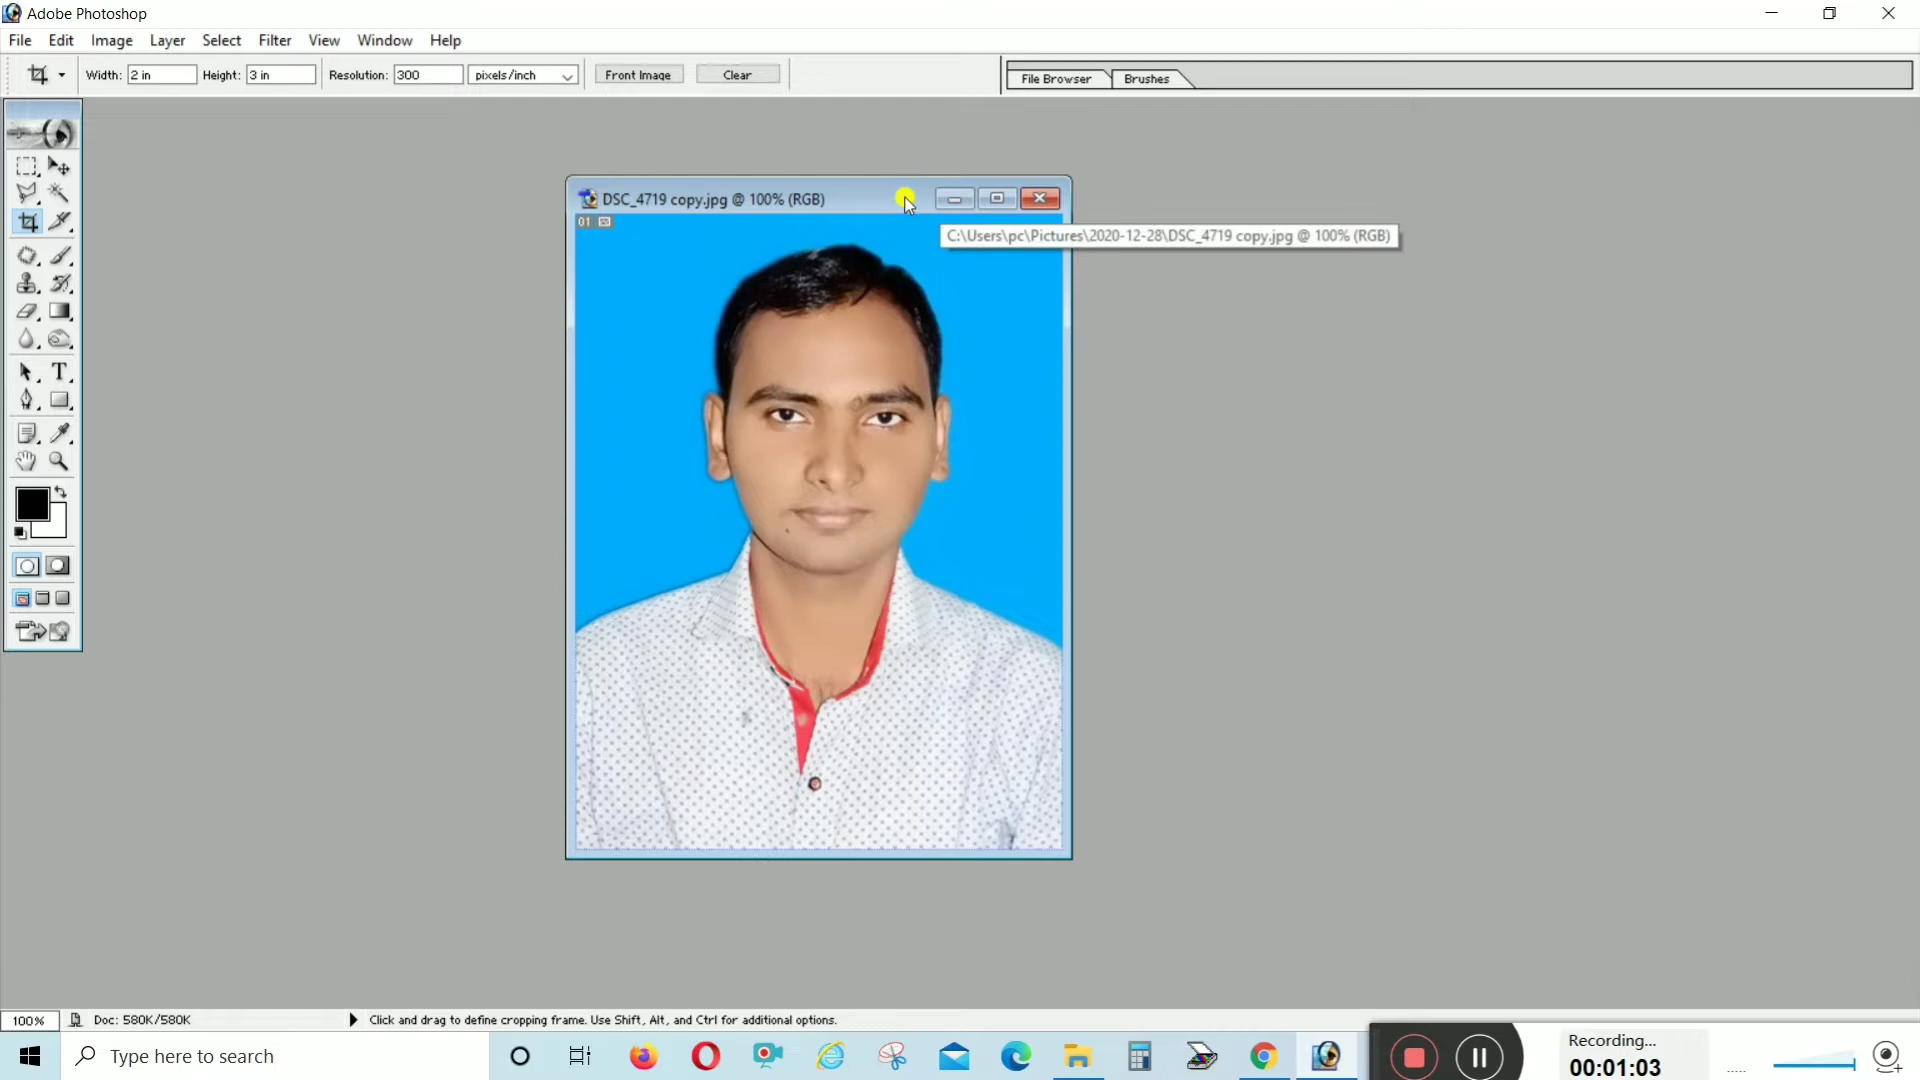 Adobe Photoshop
File Edit Image Layer Select Filter View Window Help
Width: 2 in Height: 3 in Resolution: 300 pixels/inch Front Image Clear File Browser Brushes
DSC_4719 copy.jpg @ 100% (RGB)
01
C:\Users\pc\Pictures\2020-12-28\DSC_4719 copy.jpg @ 100% (RGB)
T
100% Doc: 580K/580K Click and drag to define cropping frame. Use Shift, Alt, and Ctrl for additional options.
Type here to search
Recording...
00:01:03